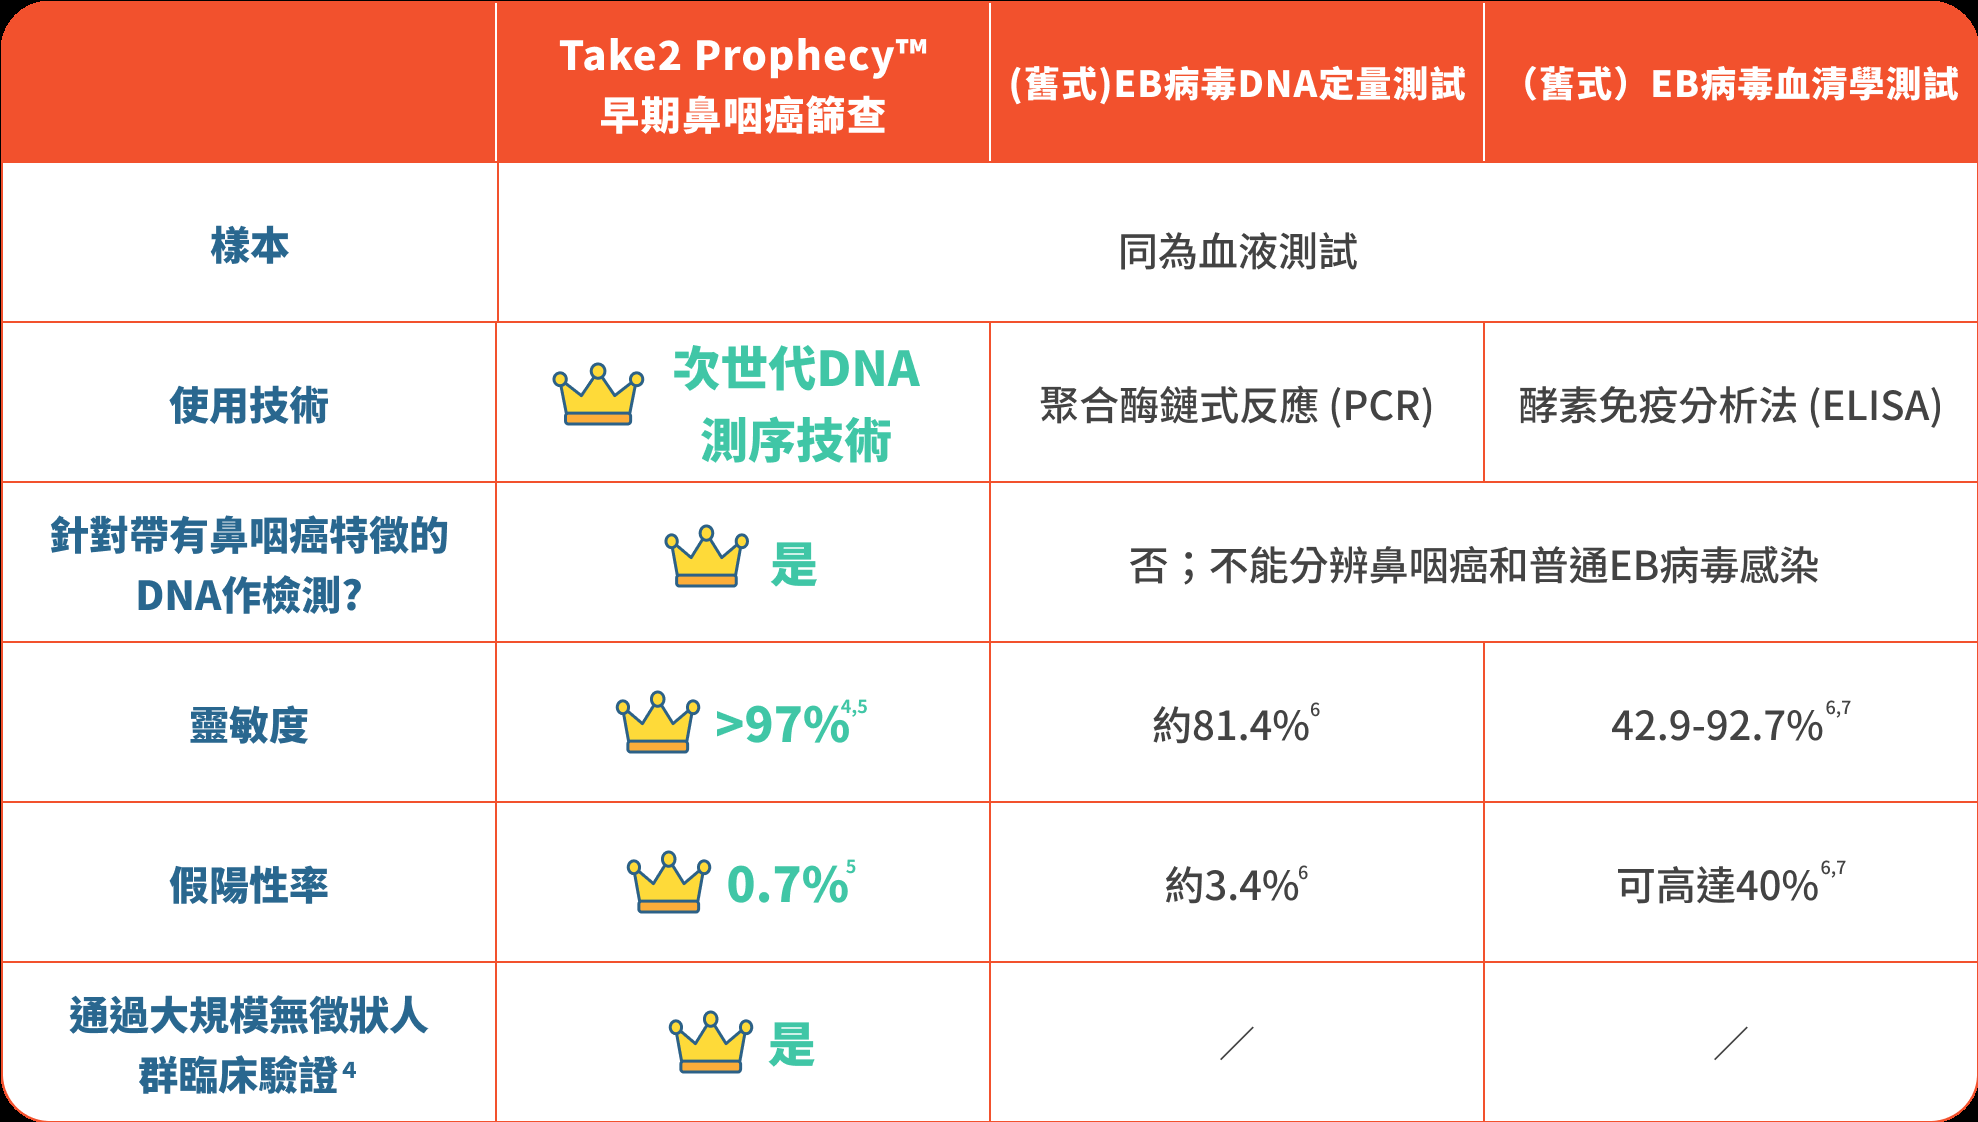 Take2 Prophecy™
早期鼻咽癌篩查
(舊式)EB病毒DNA定量測試
（舊式）EB病毒血清學測試
樣本
同為血液測試
使用技術
次世代DNA
測序技術
聚合酶鏈式反應 (PCR)
酵素免疫分析法 (ELISA)
針對帶有鼻咽癌特徵的
DNA作檢測?
是
否；不能分辨鼻咽癌和普通EB病毒感染
靈敏度
>97%4,5
約81.4%6
42.9-92.7%6,7
假陽性率
0.7%5
約3.4%6
可高達40%6,7
通過大規模無徵狀人
群臨床驗證4
是
／
／